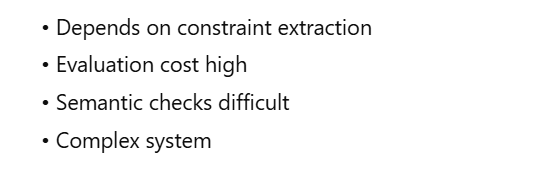 • Depends on constraint extraction
• Evaluation cost high
• Semantic checks difficult
• Complex system